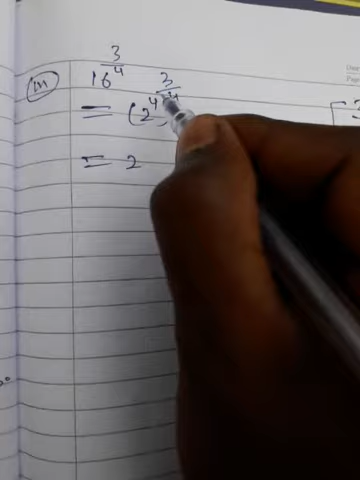 (iii) 16^(3/4)
= (2^4)^(3/4)
= 2